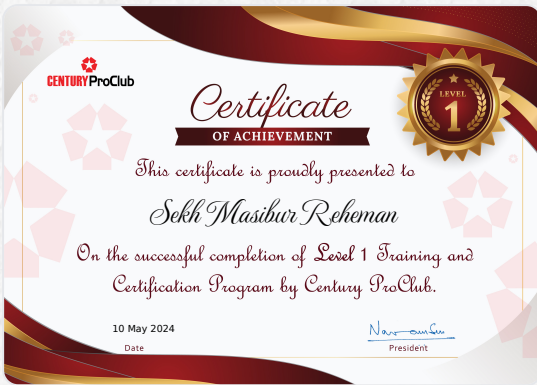 CENTURY ProClub
LEVEL
1
Certificate
OF ACHIEVEMENT
This certificate is proudly presented to
Sekh Masibur Reheman
On the successful completion of Level 1 Training and
Certification Program by Century ProClub.
10 May 2024
Date
President